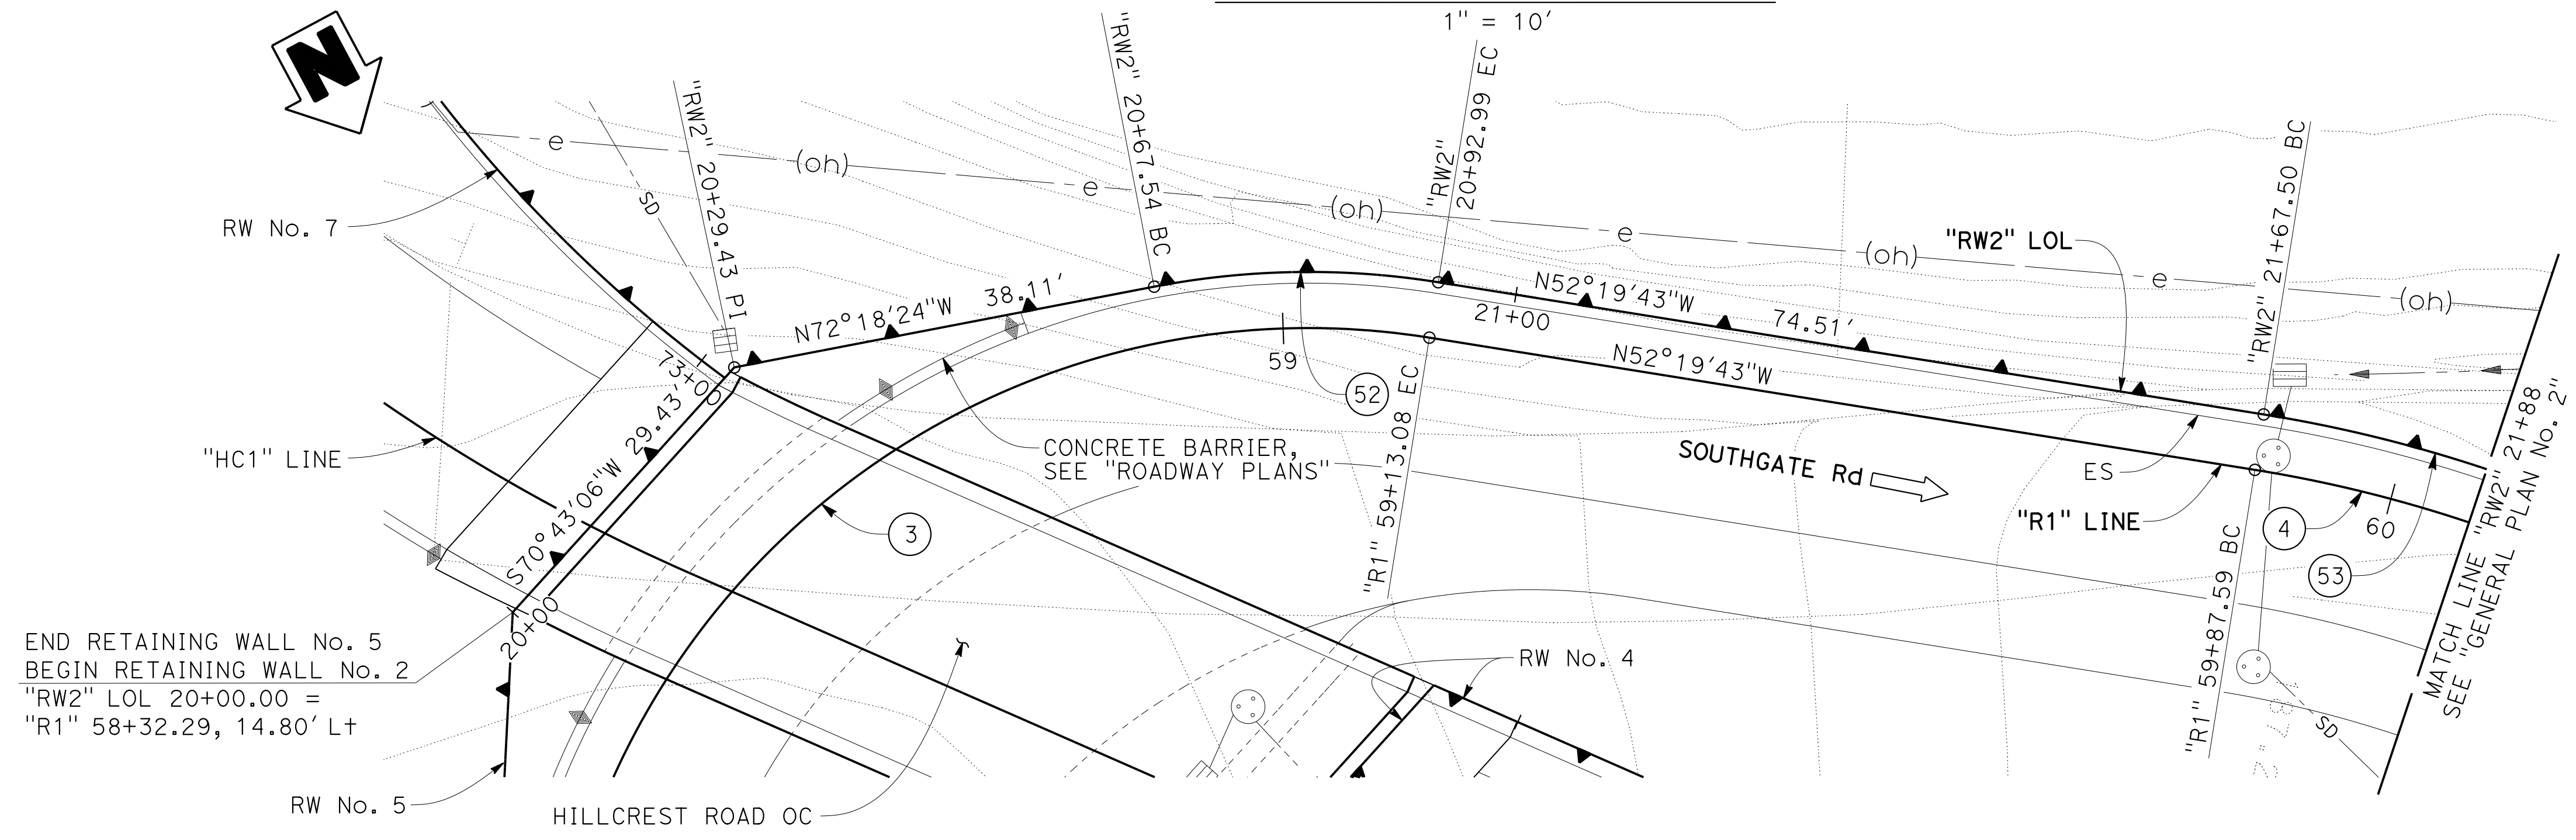 1" = 10'
N
"RW2" 20+29.43 PI
"RW2" 20+67.54 BC
"RW2"
20+92.99 EC
"RW2" 21+67.50 BC
e
(oh)
e
(oh)
e
(oh)
e
(oh)
SD
RW No. 7
"RW2" LOL
N72°18'24"W
38.11'
N52°19'43"W
74.51'
21+00
59
52
N52°19'43"W
73+00
S70°43'06"W 29.43'
20+00
"HC1" LINE
CONCRETE BARRIER,
SEE "ROADWAY PLANS"
"R1" 59+13.08 EC
SOUTHGATE Rd
ES
"R1" LINE
3
4
60
53
"R1" 59+87.59 BC
MATCH LINE "RW2" 21+88
SEE "GENERAL PLAN No. 2"
END RETAINING WALL No. 5
BEGIN RETAINING WALL No. 2
"RW2" LOL 20+00.00 =
"R1" 58+32.29, 14.80' Lt
RW No. 4
SD
RW No. 5
HILLCREST ROAD OC